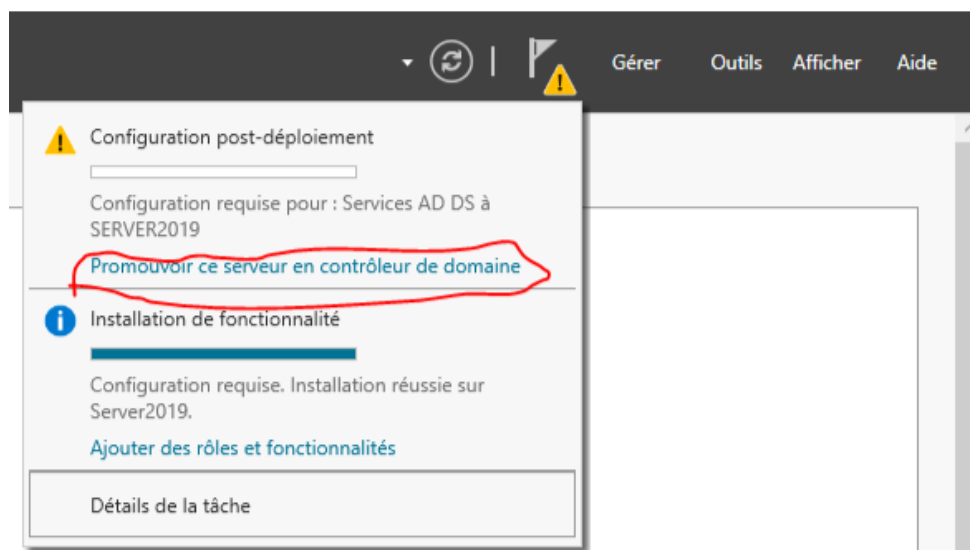 Gérer Outils Afficher Aide
Configuration post-déploiement
Configuration requise pour : Services AD DS à
SERVER2019
Promouvoir ce serveur en contrôleur de domaine
Installation de fonctionnalité
Configuration requise. Installation réussie sur
Server2019.
Ajouter des rôles et fonctionnalités
Détails de la tâche